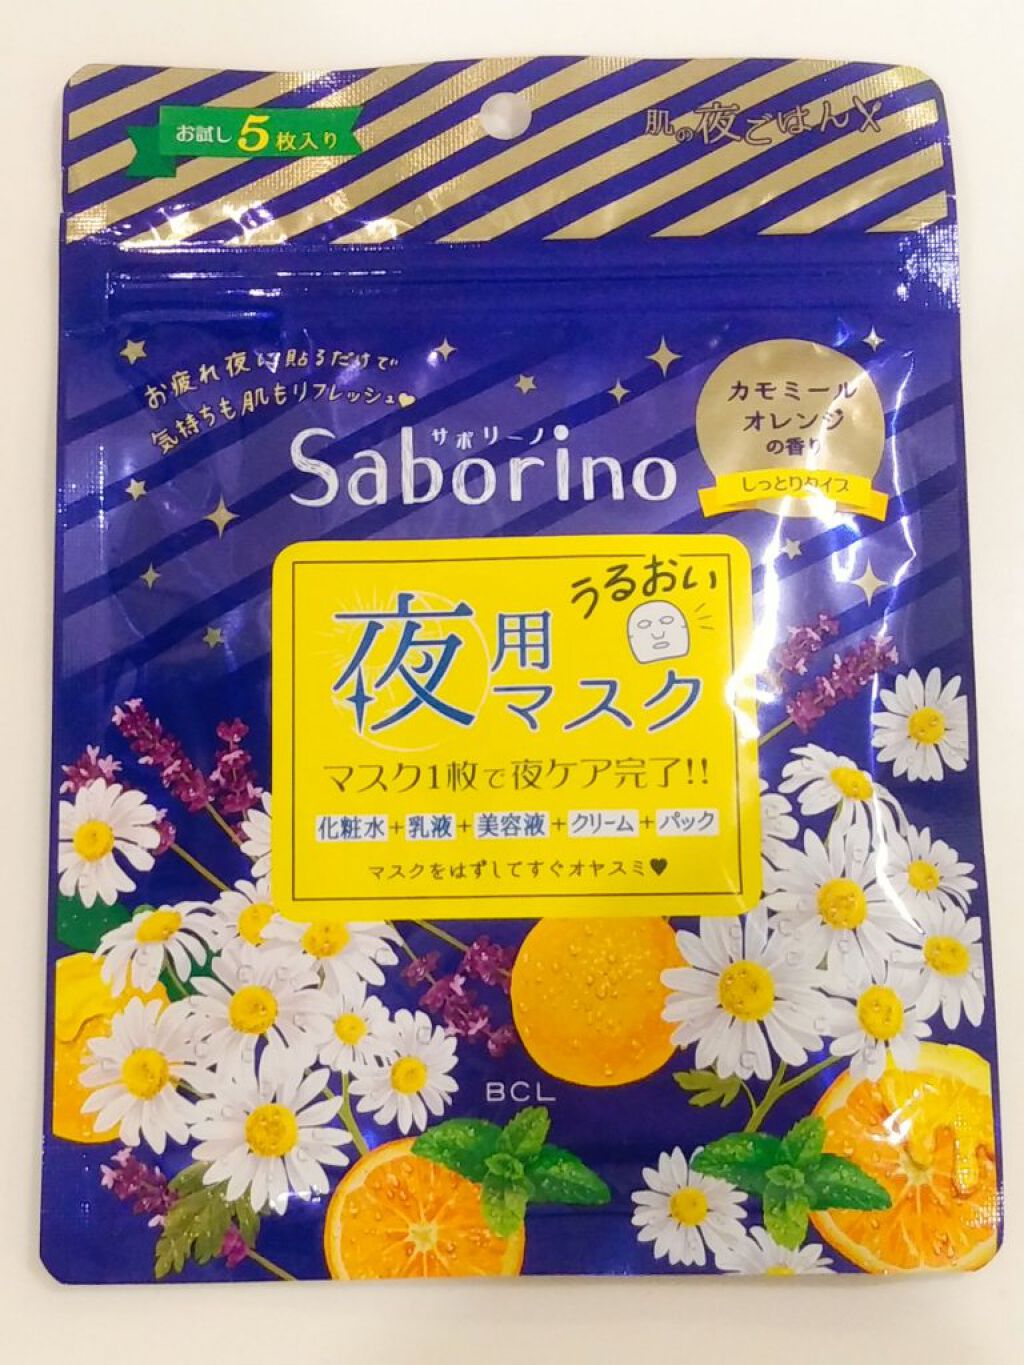 お試し5枚入り
肌の夜ごはん
お疲れ夜に貼るだけで
気持ちも肌もリフレッシュ♥
サボリーノ
Saborino
カモミール
オレンジ
の香り
しっとりタイプ
うるおい
夜用
マスク
マスク1枚で夜ケア完了!!
化粧水+乳液+美容液+クリーム+パック
マスクをはずしてすぐオヤスミ♥
BCL